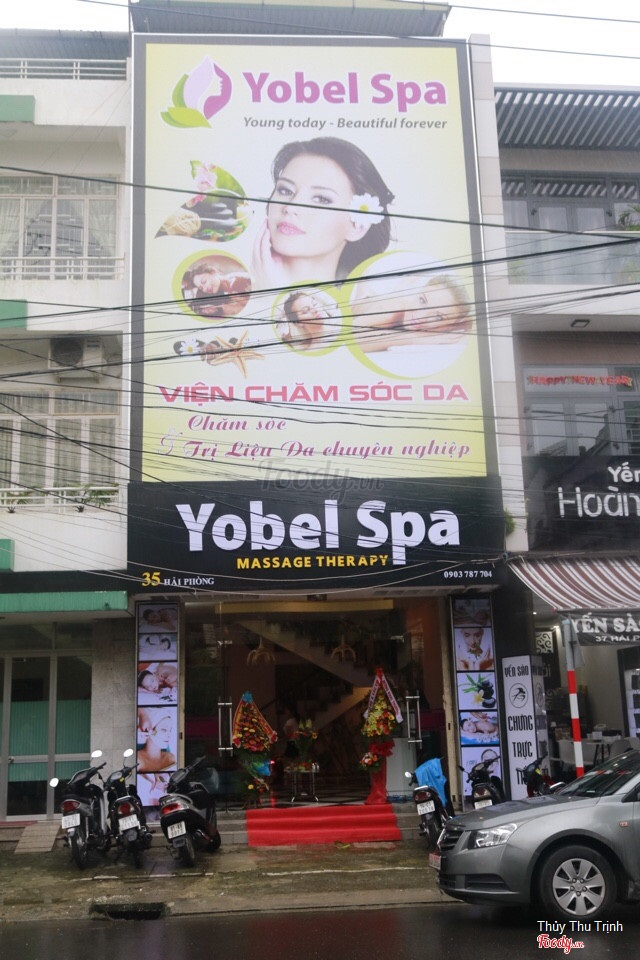 Yobel Spa
Young today - Beautiful forever
VIỆN CHĂM SÓC DA
Chăm sóc
& Trị Liệu Da chuyên nghiệp
Foody.vn
Yobel Spa
MASSAGE THERAPY
35 HẢI PHÒNG
0903 787 704
HAPPY NEW YEAR
Yến
Hoàn
YẾN SÀO
37 HẢI
YẾN SÀO
CHƯNG
TRỰC
Thủy Thu Trịnh
Foody.vn